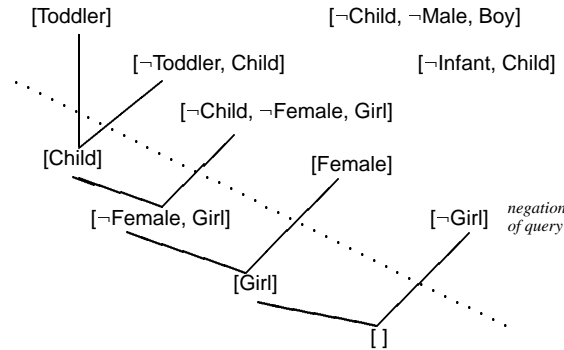 [Toddler]
[¬Child, ¬Male, Boy]
[¬Toddler, Child]
[¬Infant, Child]
[¬Child, ¬Female, Girl]
[Child]
[Female]
[¬Female, Girl]
[¬Girl]
negation
of query
[Girl]
[ ]